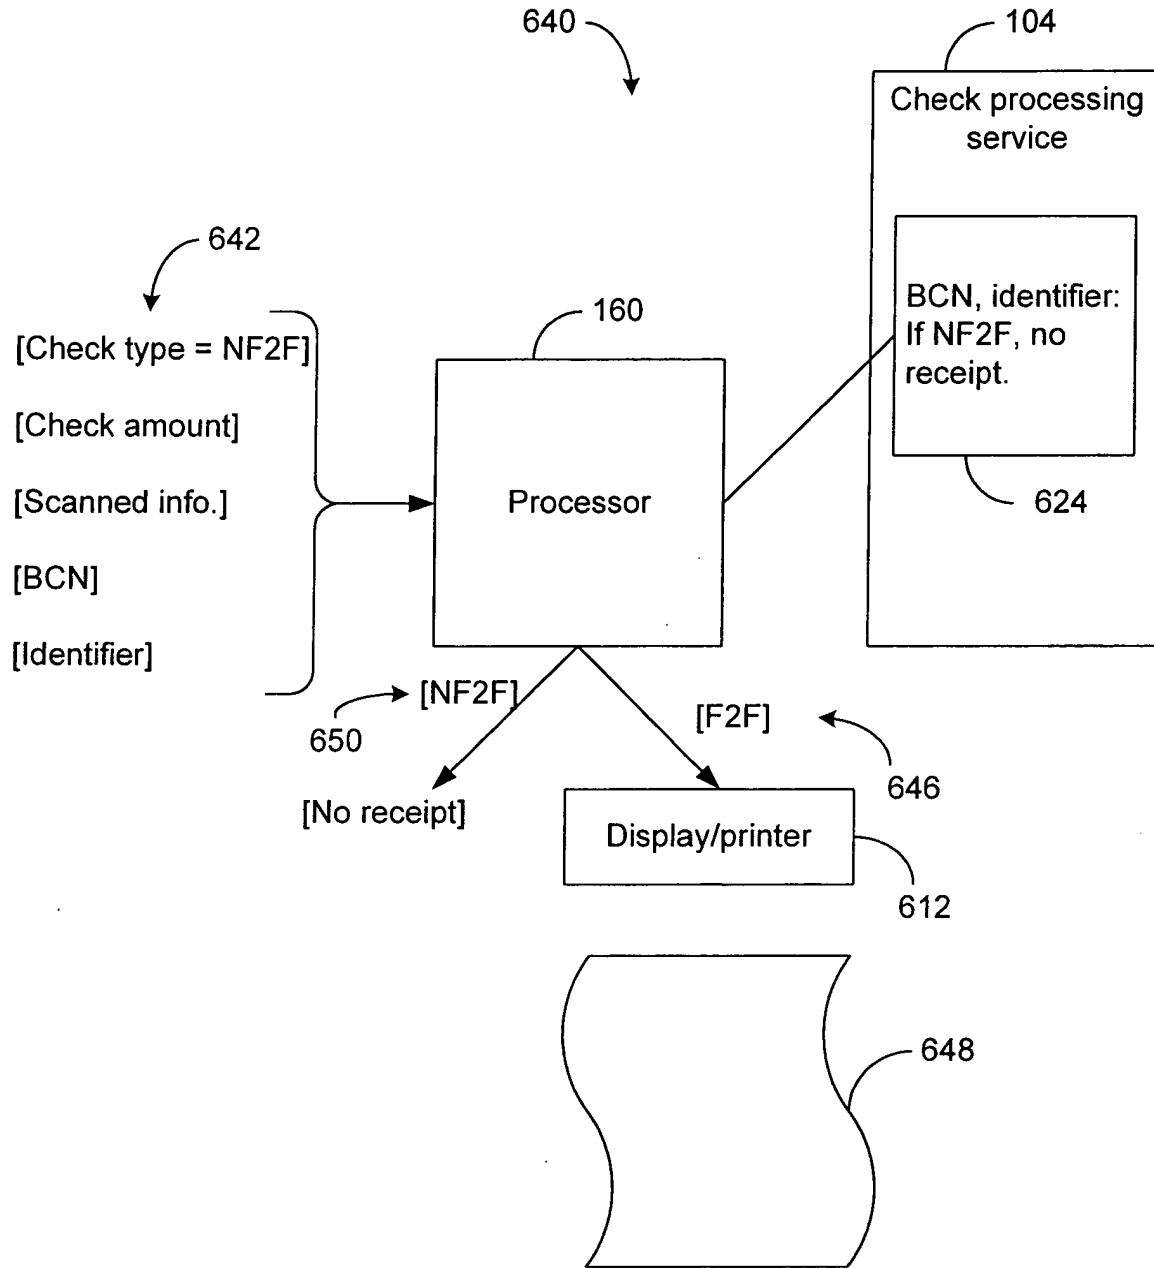 640
104
Check processing
service
642
[Check type = NF2F]
[Check amount]
[Scanned info.]
[BCN]
[Identifier]
160
Processor
BCN, identifier:
If NF2F, no
receipt.
624
[NF2F]
650
[No receipt]
[F2F]
646
Display/printer
612
648